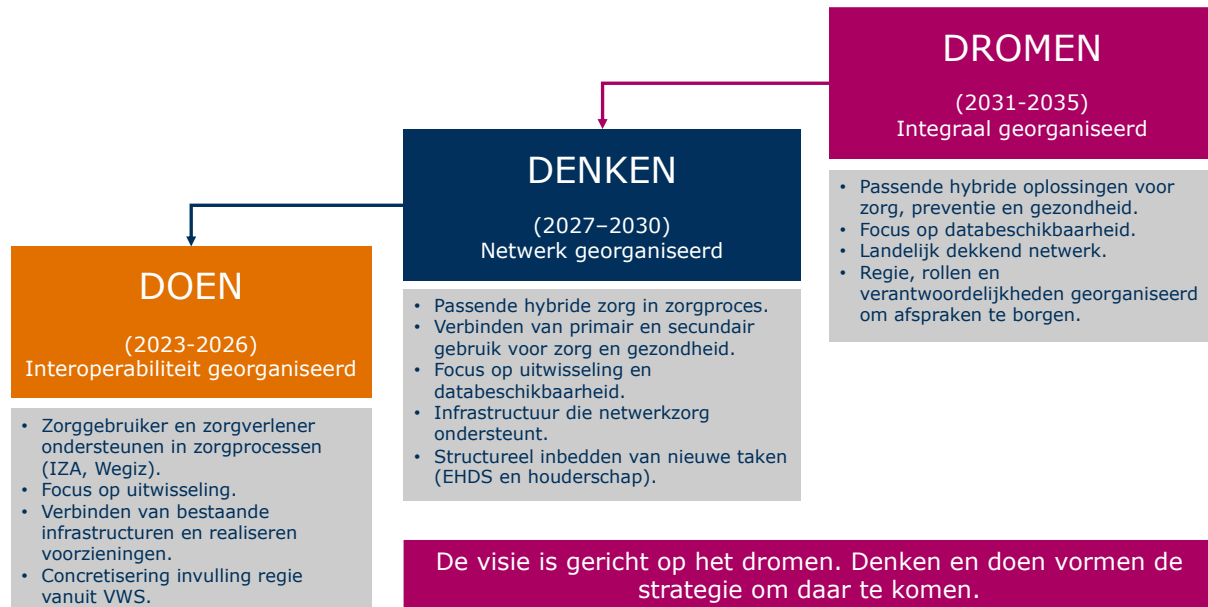 DROMEN
(2031-2035)
Integraal georganiseerd
• Passende hybride oplossingen voor
zorg, preventie en gezondheid.
• Focus op databeschikbaarheid.
• Landelijk dekkend netwerk.
• Regie, rollen en
verantwoordelijkheden georganiseerd
om afspraken te borgen.
DENKEN
(2027–2030)
Netwerk georganiseerd
• Passende hybride zorg in zorgproces.
• Verbinden van primair en secundair
gebruik voor zorg en gezondheid.
• Focus op uitwisseling en
databeschikbaarheid.
• Infrastructuur die netwerkzorg
ondersteunt.
• Structureel inbedden van nieuwe taken
(EHDS en houderschap).
DOEN
(2023-2026)
Interoperabiliteit georganiseerd
• Zorggebruiker en zorgverlener
ondersteunen in zorgprocessen
(IZA, Wegiz).
• Focus op uitwisseling.
• Verbinden van bestaande
infrastructuren en realiseren
voorzieningen.
• Concretisering invulling regie
vanuit VWS.
De visie is gericht op het dromen. Denken en doen vormen de
strategie om daar te komen.